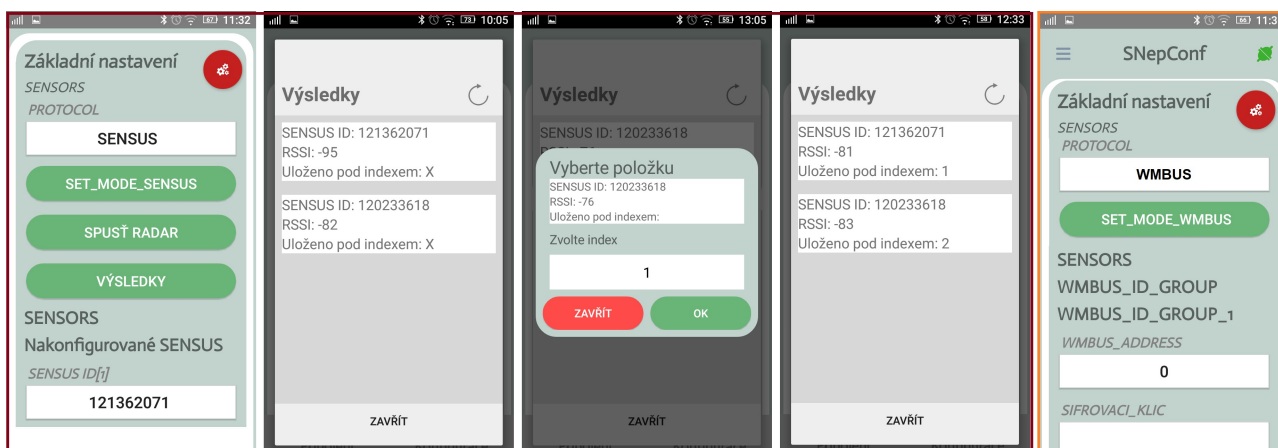 67 11:32
Základní nastavení
SENSORS
PROTOCOL
SENSUS
SET_MODE_SENSUS
SPUSŤ RADAR
VÝSLEDKY
SENSORS
Nakonfigurované SENSUS
SENSUS ID[1]
121362071
73 10:05
Výsledky
SENSUS ID: 121362071
RSSI: -95
Uloženo pod indexem: X
SENSUS ID: 120233618
RSSI: -82
Uloženo pod indexem: X
ZAVŘÍT
55 13:05
Výsledky
SENSUS ID: 120233618
Vyberte položku
SENSUS ID: 120233618
RSSI: -76
Uloženo pod indexem:
Zvolte index
1
ZAVŘÍT OK
ZAVŘÍT
58 12:33
Výsledky
SENSUS ID: 121362071
RSSI: -81
Uloženo pod indexem: 1
SENSUS ID: 120233618
RSSI: -83
Uloženo pod indexem: 2
ZAVŘÍT
66 11:3
SNepConf
Základní nastavení
SENSORS
PROTOCOL
WMBUS
SET_MODE_WMBUS
SENSORS
WMBUS_ID_GROUP
WMBUS_ID_GROUP_1
WMBUS_ADDRESS
0
SIFROVACI_KLIC